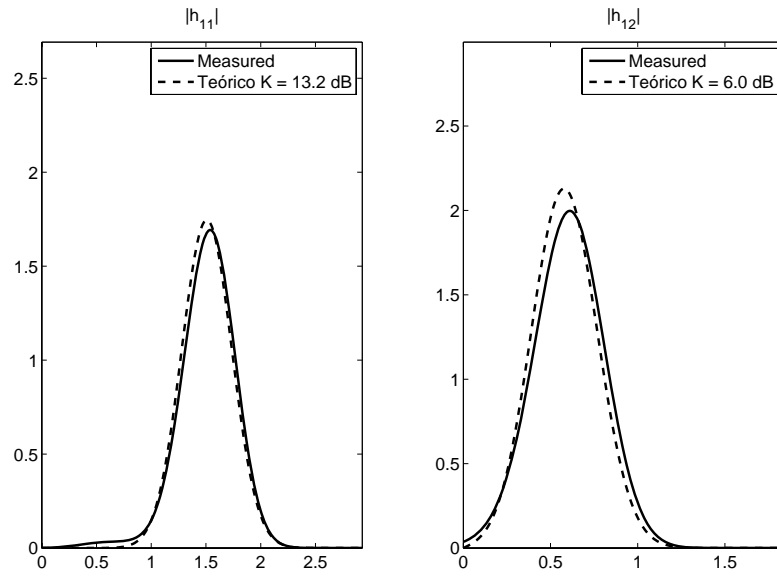 |h11|
Measured
Teórico K = 13.2 dB
2.5
2
1.5
1
0.5
0
0 0.5 1 1.5 2 2.5
|h12|
Measured
Teórico K = 6.0 dB
2.5
2
1.5
1
0.5
0
0.5 1 1.5